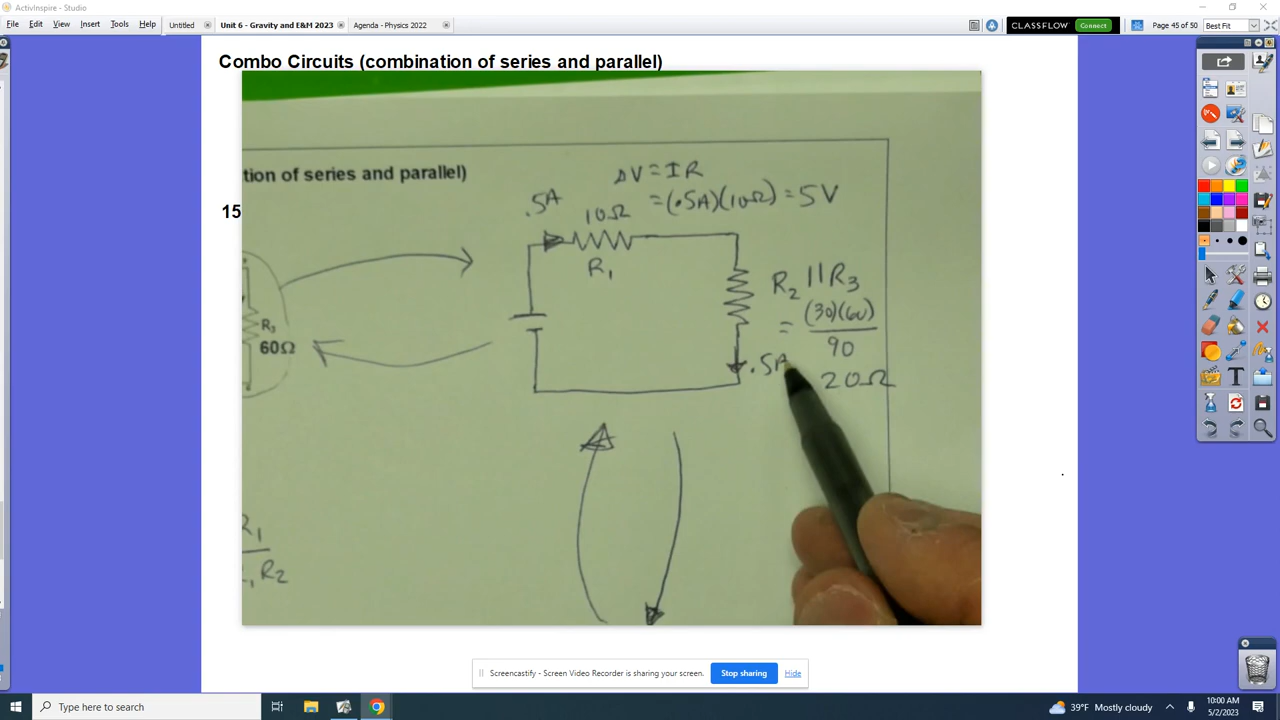 ActivInspire - Studio
File Edit View Insert Tools Help Untitled Unit 6 - Gravity and E&M 2023 Agenda - Physics 2022 CLASSFLOW Connect Page 45 of 50 Best Fit
Combo Circuits (combination of series and parallel)
tion of series and parallel)
ΔV = IR
.5A
10Ω = (.5A)(10Ω) = 5V
15
R1
R2 || R3
= (30)(60)
90
20Ω
.5A
R3
60Ω
R1
R2
Screencastify - Screen Video Recorder is sharing your screen. Stop sharing Hide
Type here to search
39°F Mostly cloudy
10:00 AM
5/2/2023